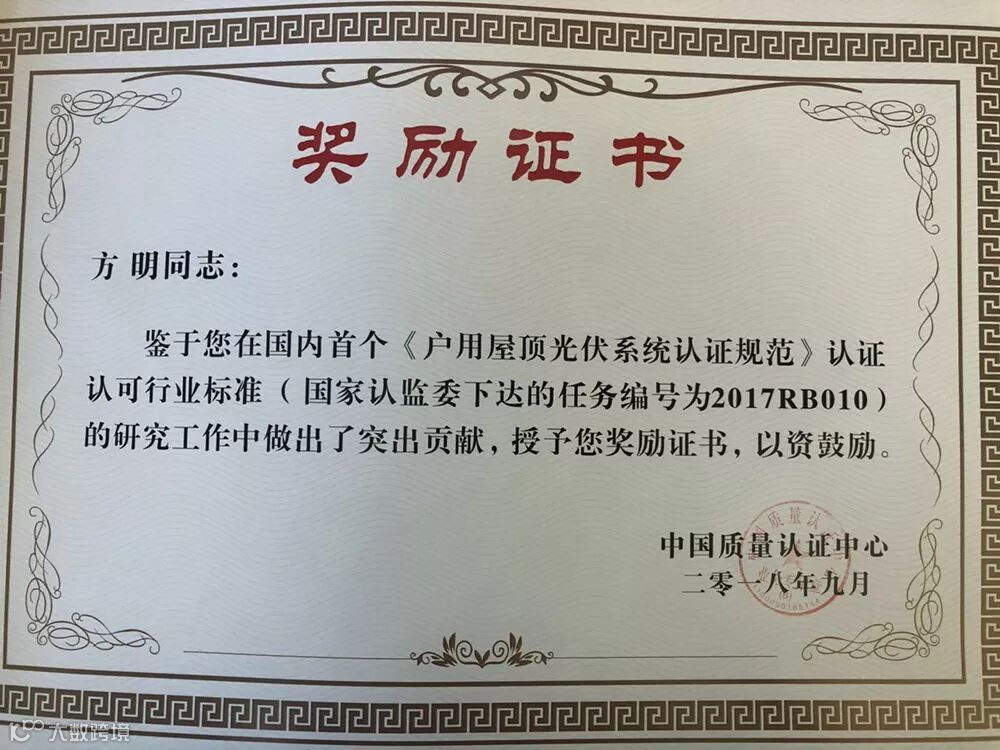 奖励证书
方 明同志：
鉴于您在国内首个《户用屋顶光伏系统认证规范》认证
认可行业标准（国家认监委下达的任务编号为2017RB010）
的研究工作中做出了突出贡献，授予您奖励证书，以资鼓励。
中国质量认证中心
二零一八年九月
大数跨境